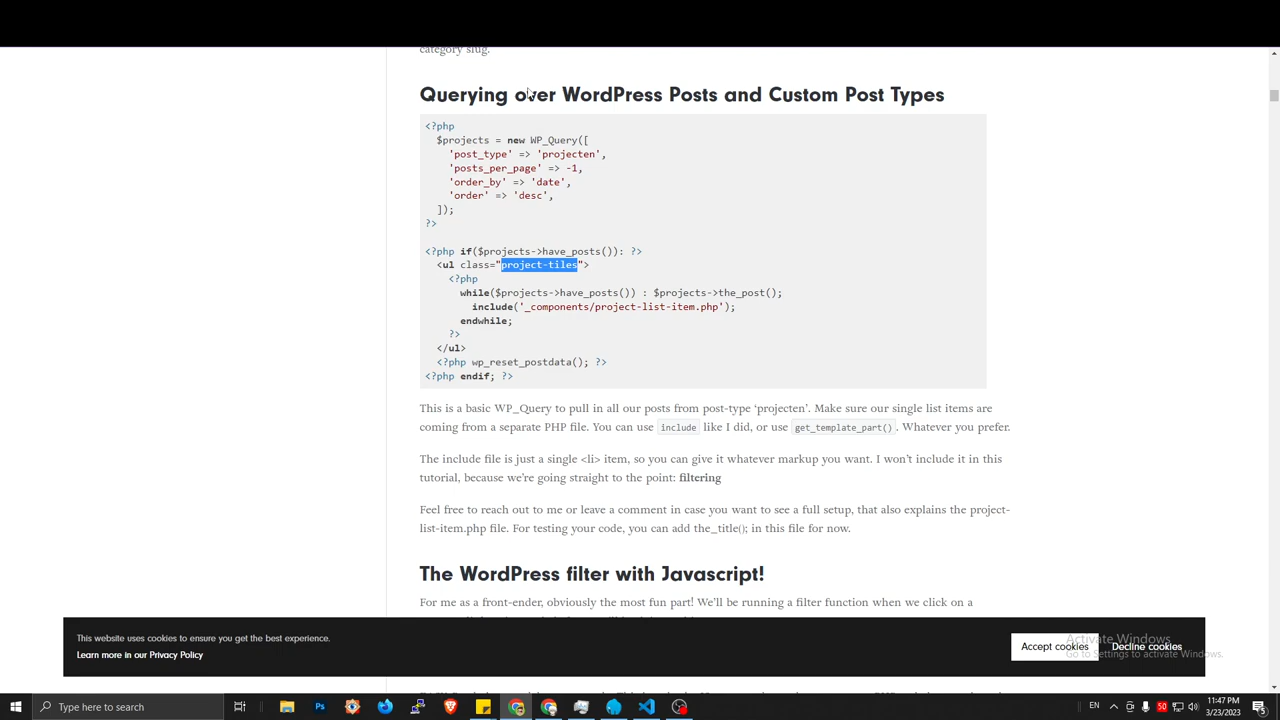 category slug.
Querying over WordPress Posts and Custom Post Types
<?php
$projects = new WP_Query([
'post_type' => 'projecten',
'posts_per_page' => -1,
'order_by' => 'date',
'order' => 'desc',
]);
?>
<?php if($projects->have_posts()): ?>
<ul class="project-tiles">
<?php
while($projects->have_posts()) : $projects->the_post();
include('_components/project-list-item.php');
endwhile;
?>
</ul>
<?php wp_reset_postdata(); ?>
<?php endif; ?>
This is a basic WP_Query to pull in all our posts from post-type ‘projecten’. Make sure our single list items are
coming from a separate PHP file. You can use include like I did, or use get_template_part() . Whatever you prefer.
The include file is just a single <li> item, so you can give it whatever markup you want. I won’t include it in this
tutorial, because we’re going straight to the point: filtering
Feel free to reach out to me or leave a comment in case you want to see a full setup, that also explains the project-
list-item.php file. For testing your code, you can add the_title(); in this file for now.
The WordPress filter with Javascript!
For me as a front-ender, obviously the most fun part! We’ll be running a filter function when we click on a
This website uses cookies to ensure you get the best experience.
Learn more in our Privacy Policy
Accept cookies
Decline cookies
Activate Windows
Go to Settings to activate Windows.
Type here to search
EN
50
11:47 PM
3/23/2023